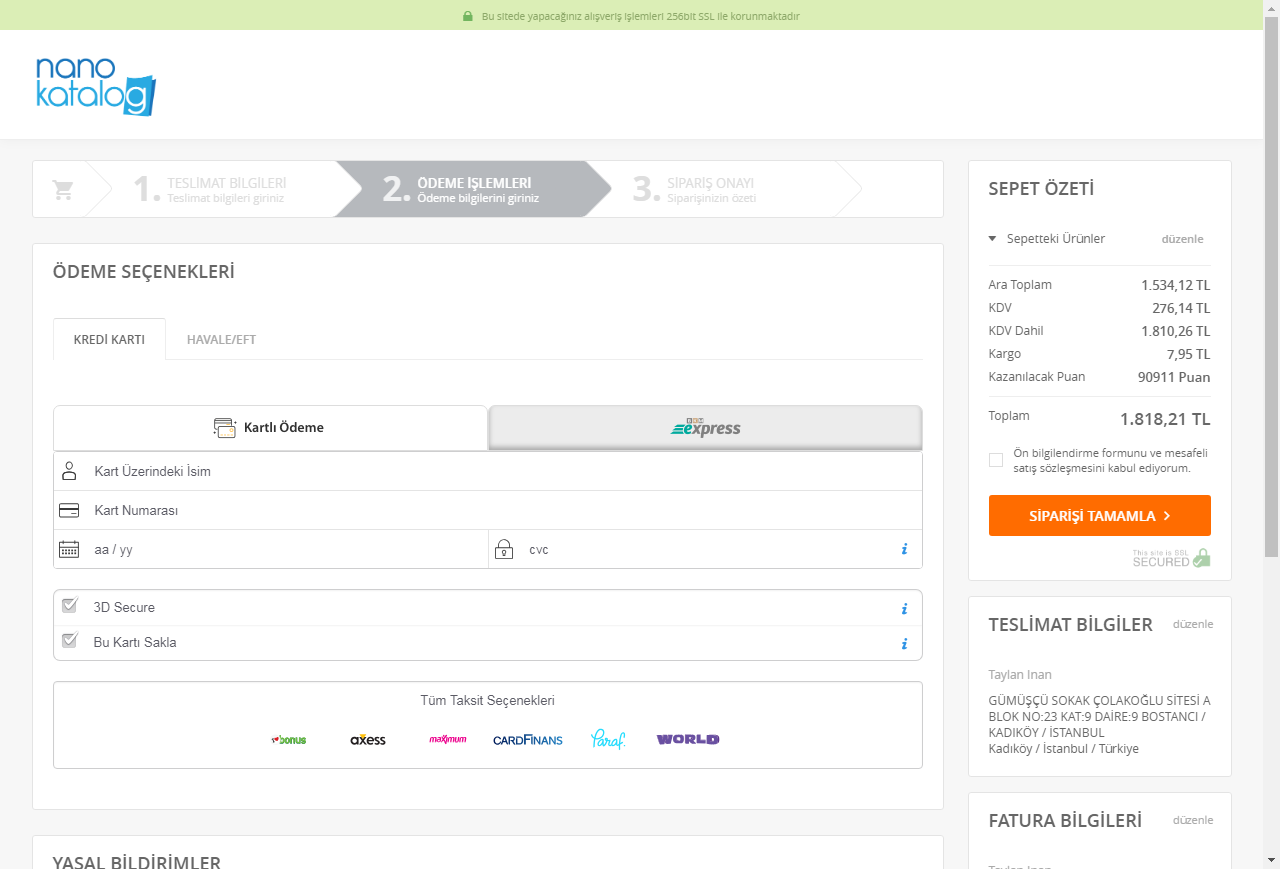 Bu sitede yapacağınız alışveriş işlemleri 256bit SSL ile korunmaktadır
nano
katalog
1. TESLİMAT BİLGİLERİ
Teslimat bilgileri giriniz
2. ÖDEME İŞLEMLERİ
Ödeme bilgilerini giriniz
3. SİPARİŞ ONAYI
Siparişinizin özeti
ÖDEME SEÇENEKLERİ
KREDİ KARTI
HAVALE/EFT
Kartlı Ödeme
BKM express
Kart Üzerindeki İsim
Kart Numarası
aa / yy
cvc
3D Secure
Bu Kartı Sakla
Tüm Taksit Seçenekleri
bonus
axess
maximum
CARDFINANS
Paraf
WORLD
YASAL BİLDİRİMLER
SEPET ÖZETİ
Sepetteki Ürünler düzenle
Ara Toplam 1.534,12 TL
KDV 276,14 TL
KDV Dahil 1.810,26 TL
Kargo 7,95 TL
Kazanılacak Puan 90911 Puan
Toplam 1.818,21 TL
Ön bilgilendirme formunu ve mesafeli
satış sözleşmesini kabul ediyorum.
SİPARİŞİ TAMAMLA
This site is SSL
SECURED
TESLİMAT BİLGİLER düzenle
Taylan Inan
GÜMÜŞÇÜ SOKAK ÇOLAKOĞLU SİTESİ A
BLOK NO:23 KAT:9 DAİRE:9 BOSTANCI /
KADIKÖY / İSTANBUL
Kadıköy / İstanbul / Türkiye
FATURA BİLGİLERİ düzenle
Taylan Inan